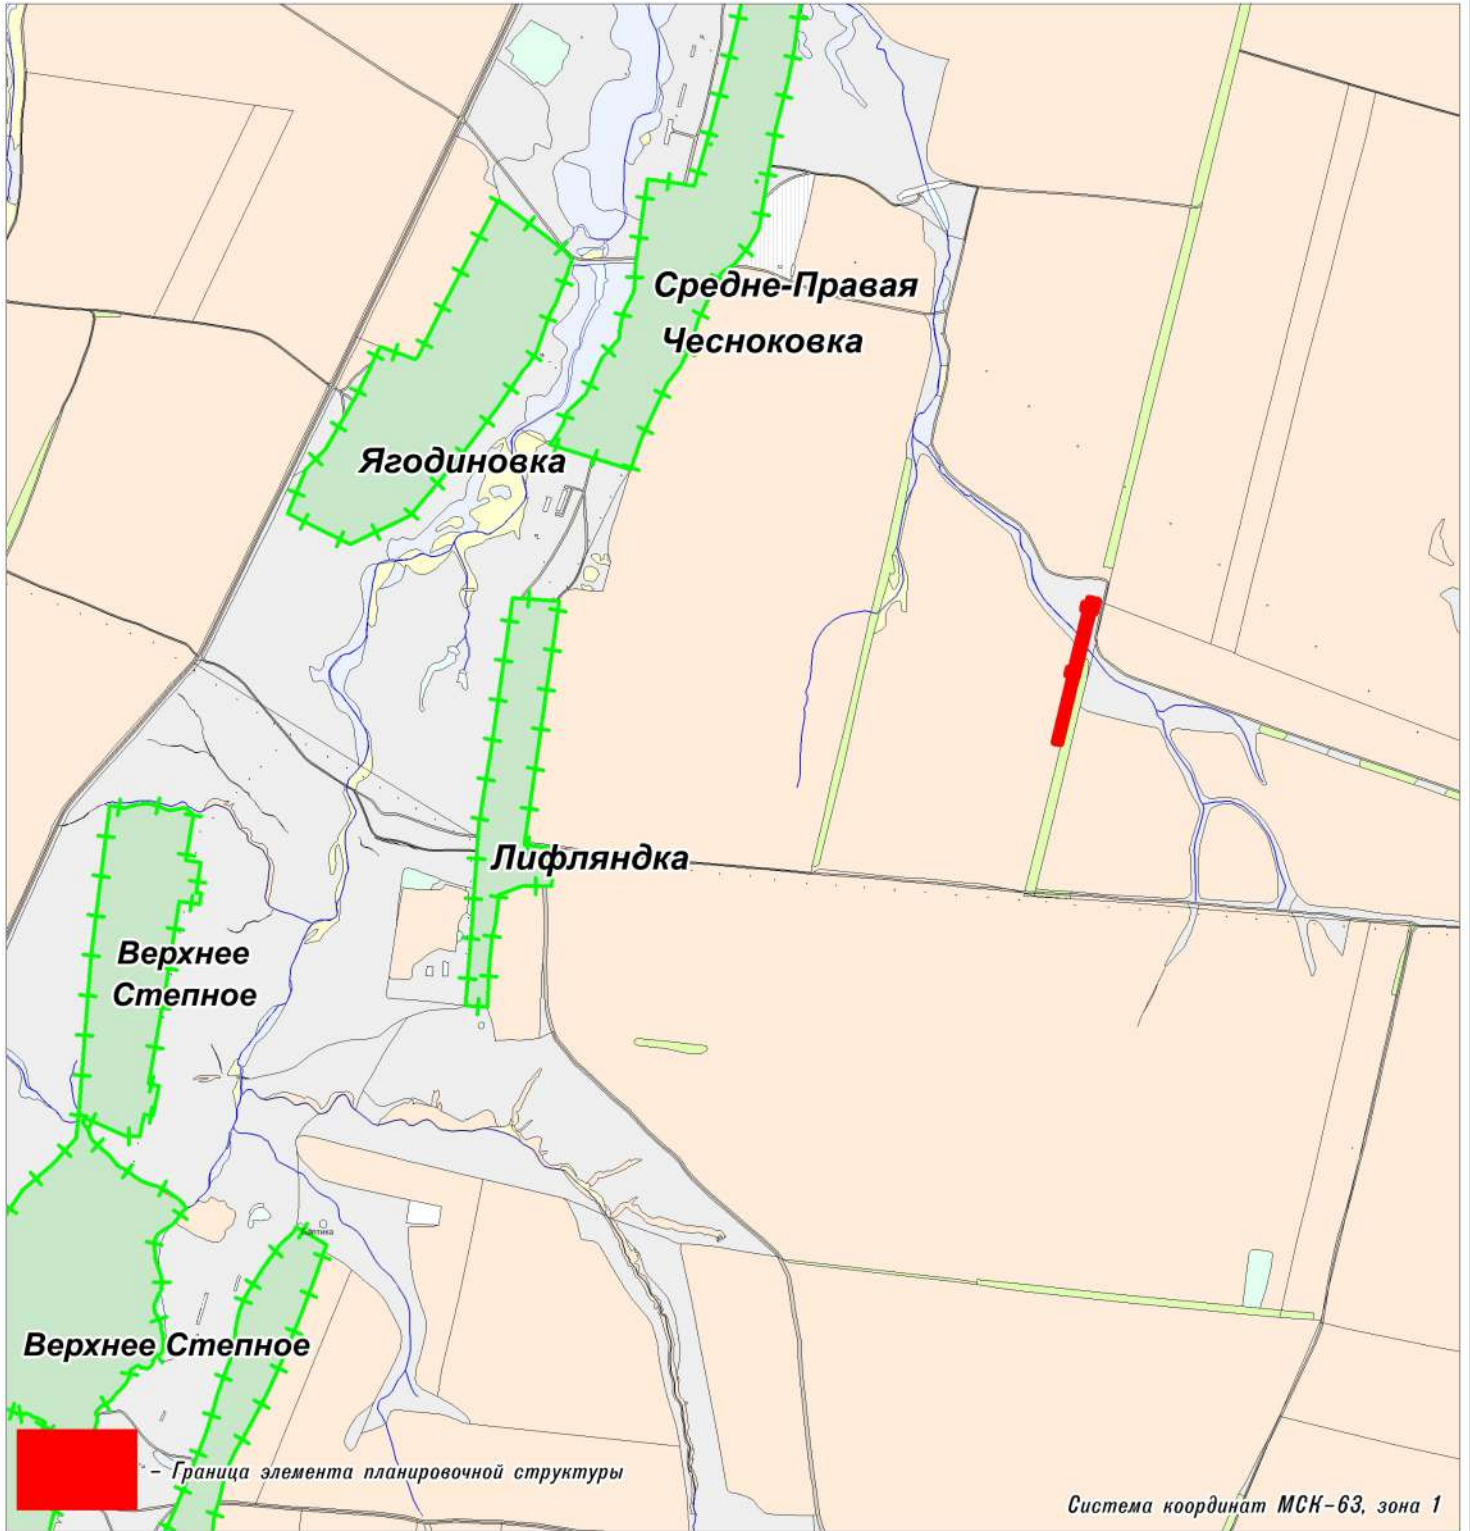 Средне-Правая
Чесноковка
Ягодиновка
Лифляндка
Верхнее
Степное
Верхнее Степное
– Граница элемента планировочной структуры
Система координат МСК-63, зона 1